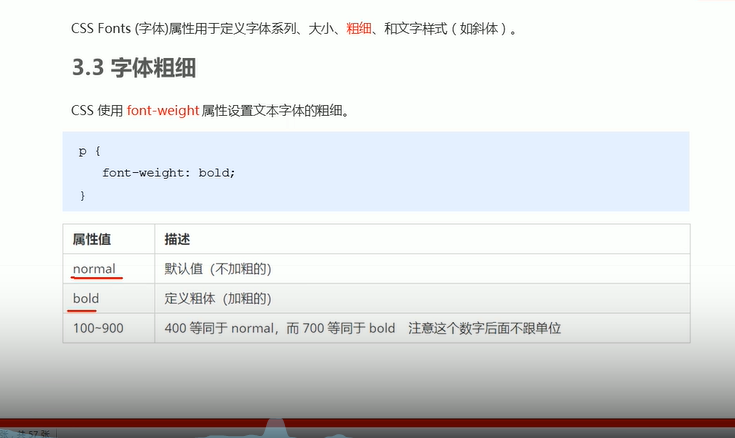 CSS Fonts (字体)属性用于定义字体系列、大小、粗细、和文字样式（如斜体）。
3.3 字体粗细
CSS 使用 font-weight 属性设置文本字体的粗细。
p {
font-weight: bold;
}
属性值 描述
normal 默认值（不加粗的）
bold 定义粗体（加粗的）
100~900 400 等同于 normal，而 700 等同于 bold 注意这个数字后面不跟单位
共 57 张